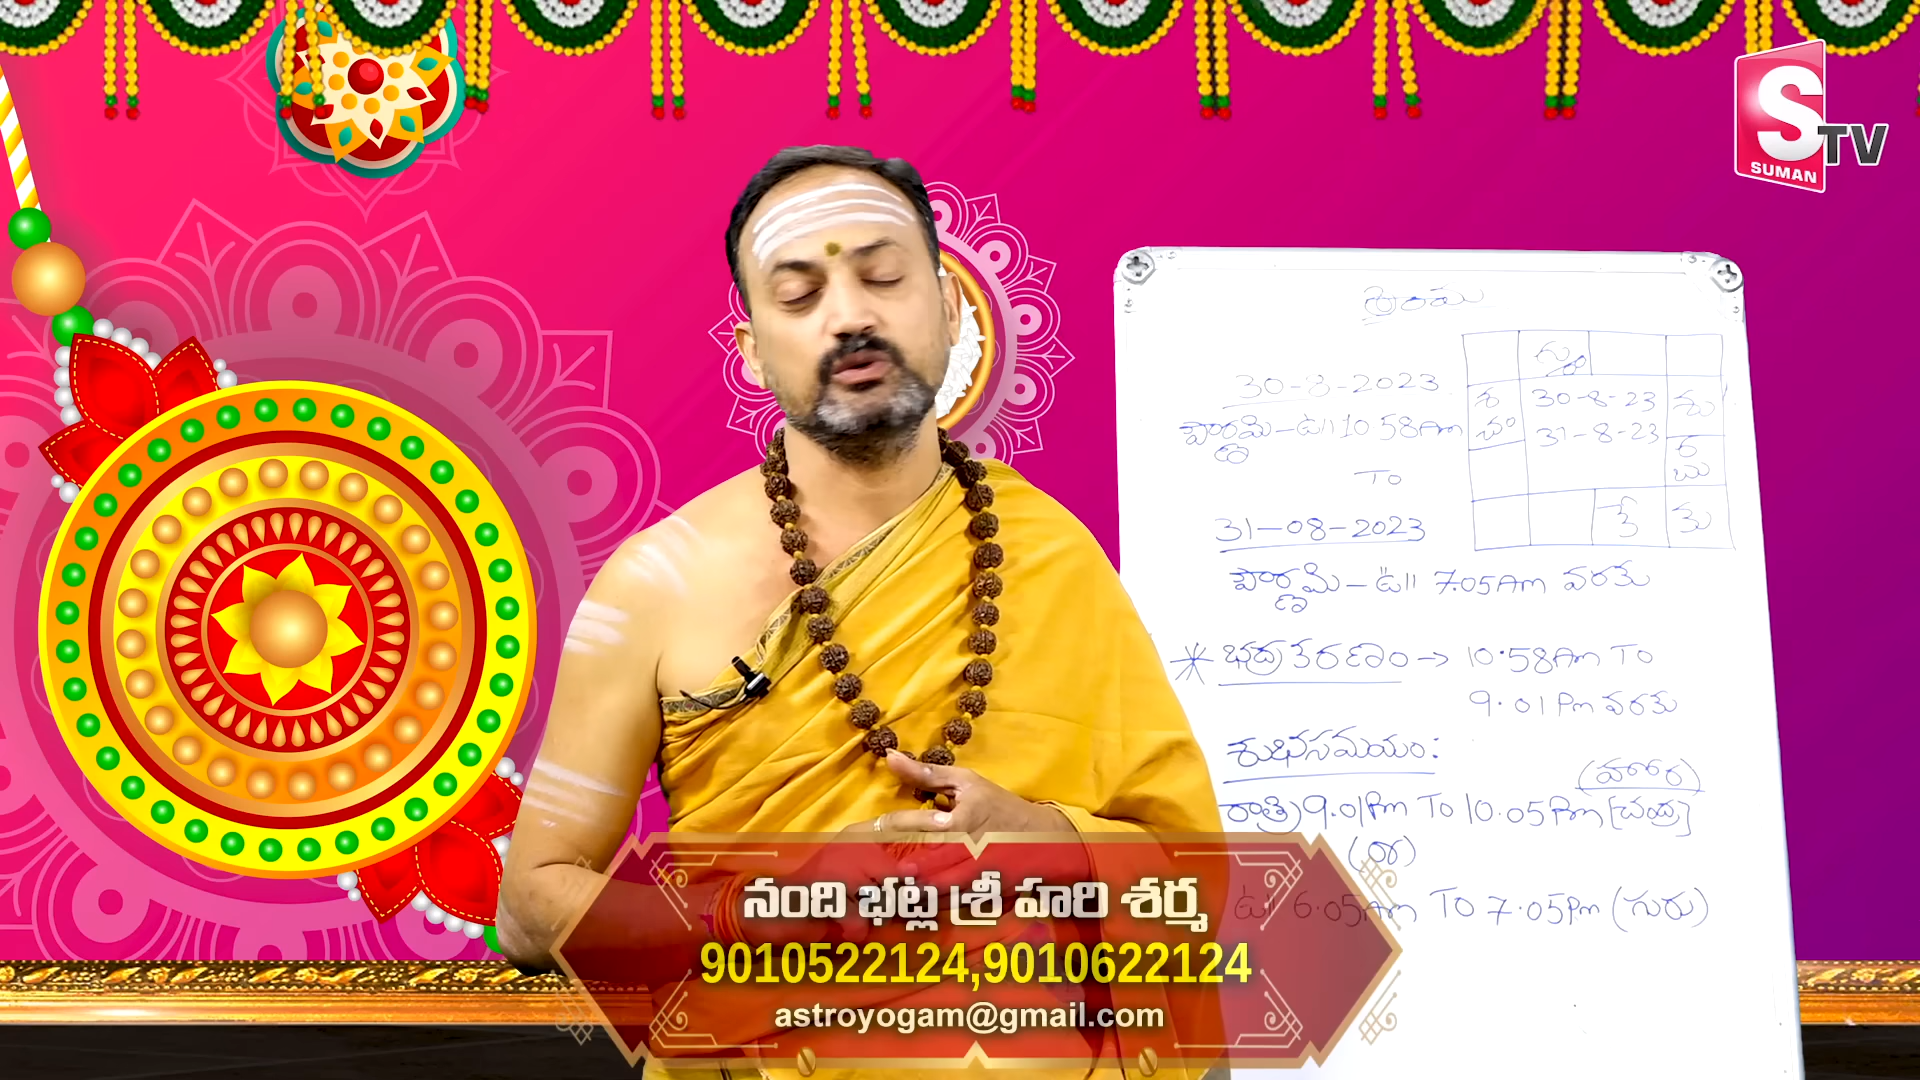 S
TV
SUMAN
శ్రీరామ
30-8-2023
పౌర్ణమి - ఉ॥ 10 58Am
To
31-08-2023
పౌర్ణమి - ఉ॥ 7.05Am వరకు
గు
రా
శ
చం
30-8-23
31-8-23
శు
ర
బు
కే
కు
* భద్ర కరణం → 10.58Am To
9.01Pm వరకు
శుభసమయం:
(హోర)
రాత్రి 9.01Pm To 10.05Pm [చంద్ర]
(లేదా)
ఉ॥ 6.05Am To 7.05Pm (గురు)
నంది భట్ల శ్రీ హరి శర్మ
9010522124,9010622124
astroyogam@gmail.com